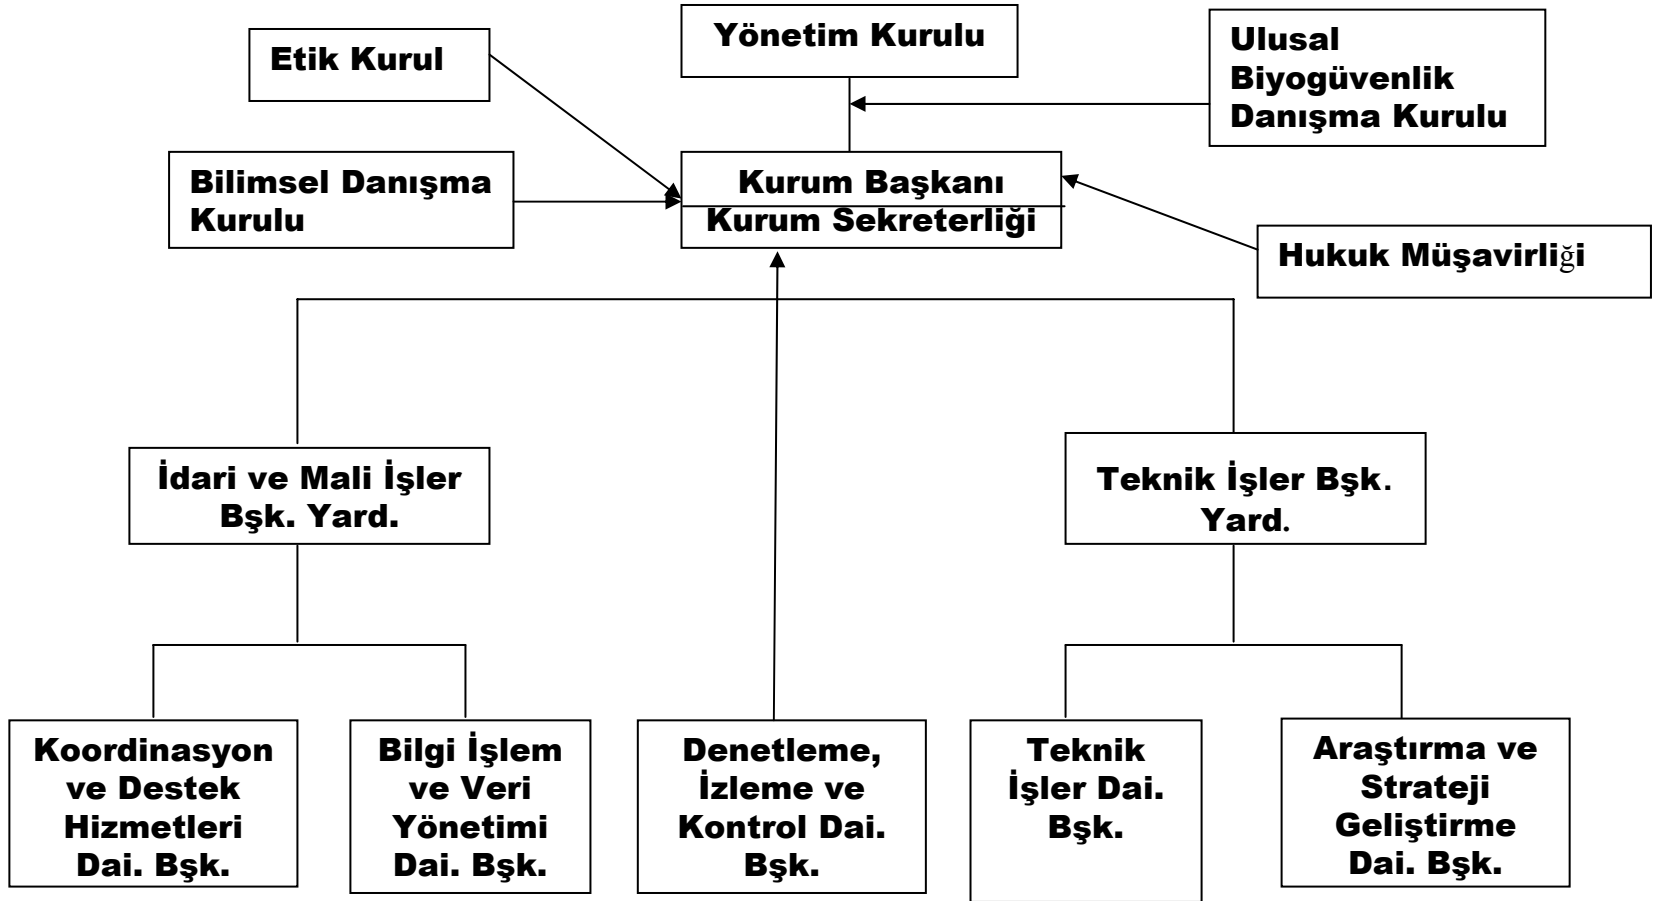 Etik Kurul
Yönetim Kurulu
Ulusal
Biyogüvenlik
Danışma Kurulu
Bilimsel Danışma
Kurulu
Kurum Başkanı
Kurum Sekreterliği
Hukuk Müşavirliği
İdari ve Mali İşler
Bşk. Yard.
Teknik İşler Bşk.
Yard.
Koordinasyon
ve Destek
Hizmetleri
Dai. Bşk.
Bilgi İşlem
ve Veri
Yönetimi
Dai. Bşk.
Denetleme,
İzleme ve
Kontrol Dai.
Bşk.
Teknik
İşler Dai.
Bşk.
Araştırma ve
Strateji
Geliştirme
Dai. Bşk.